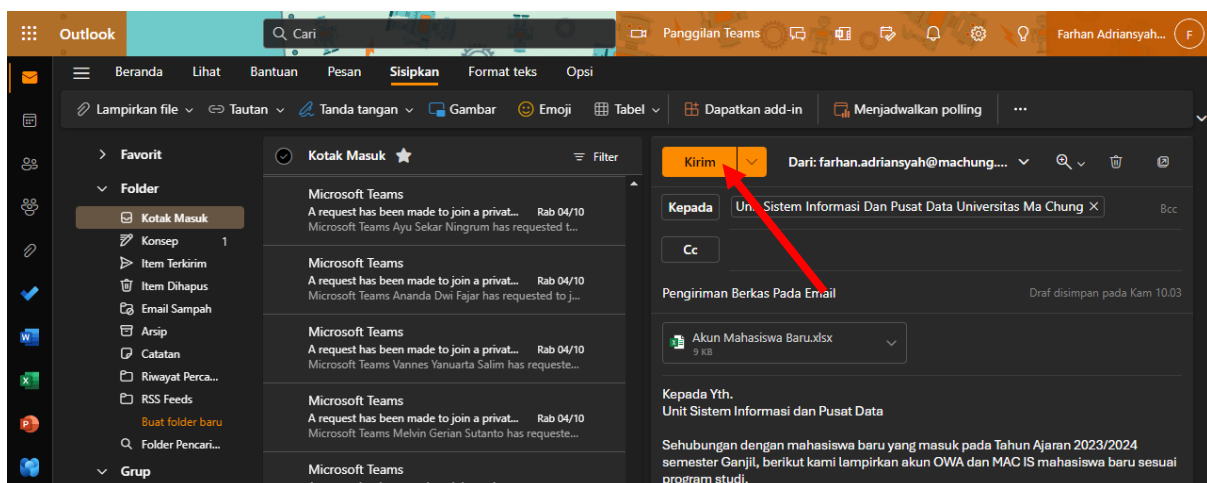 Outlook
Cari
Panggilan Teams
Farhan Adriansyah...
F
Beranda Lihat Bantuan Pesan Sisipkan Format teks Opsi
Lampirkan file Tautan Tanda tangan Gambar Emoji Tabel Dapatkan add-in Menjadwalkan polling ...
Favorit
Folder
Kotak Masuk
Konsep 1
Item Terkirim
Item Dihapus
Email Sampah
Arsip
Catatan
Riwayat Perca...
RSS Feeds
Buat folder baru
Folder Pencari...
Grup
Kotak Masuk
Filter
Microsoft Teams
A request has been made to join a privat... Rab 04/10
Microsoft Teams Ayu Sekar Ningrum has requested t...
Microsoft Teams
A request has been made to join a privat... Rab 04/10
Microsoft Teams Ananda Dwi Fajar has requested to j...
Microsoft Teams
A request has been made to join a privat... Rab 04/10
Microsoft Teams Vannes Yanuarta Salim has requeste...
Microsoft Teams
A request has been made to join a privat... Rab 04/10
Microsoft Teams Melvin Gerian Sutanto has requeste...
Microsoft Teams
Kirim
Dari: farhan.adriansyah@machung....
Kepada
Unit Sistem Informasi Dan Pusat Data Universitas Ma Chung
Bcc
Cc
Pengiriman Berkas Pada Email
Draf disimpan pada Kam 10.03
Akun Mahasiswa Baru.xlsx
9 KB
Kepada Yth.
Unit Sistem Informasi dan Pusat Data
Sehubungan dengan mahasiswa baru yang masuk pada Tahun Ajaran 2023/2024
semester Ganjil, berikut kami lampirkan akun OWA dan MAC IS mahasiswa baru sesuai
program studi.